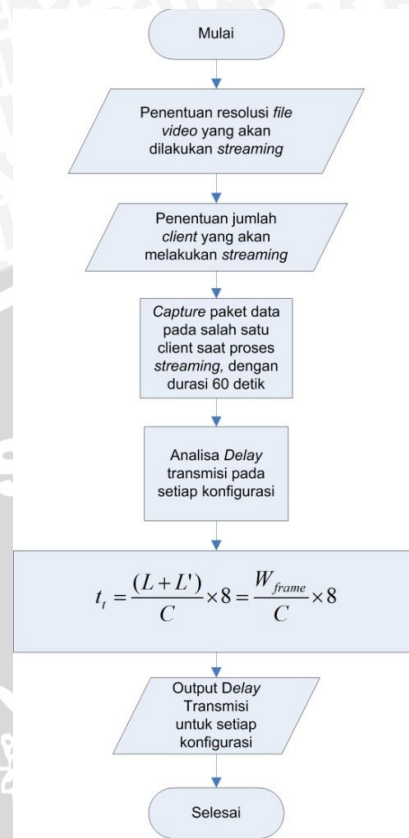 Mulai
Penentuan resolusi file
video yang akan
dilakukan streaming
Penentuan jumlah
client yang akan
melakukan streaming
Capture paket data
pada salah satu
client saat proses
streaming, dengan
durasi 60 detik
Analisa Delay
transmisi pada
setiap konfigurasi
t_t = (L + L')/C × 8 = W_frame/C × 8
Output Delay
Transmisi
untuk setiap
konfigurasi
Selesai